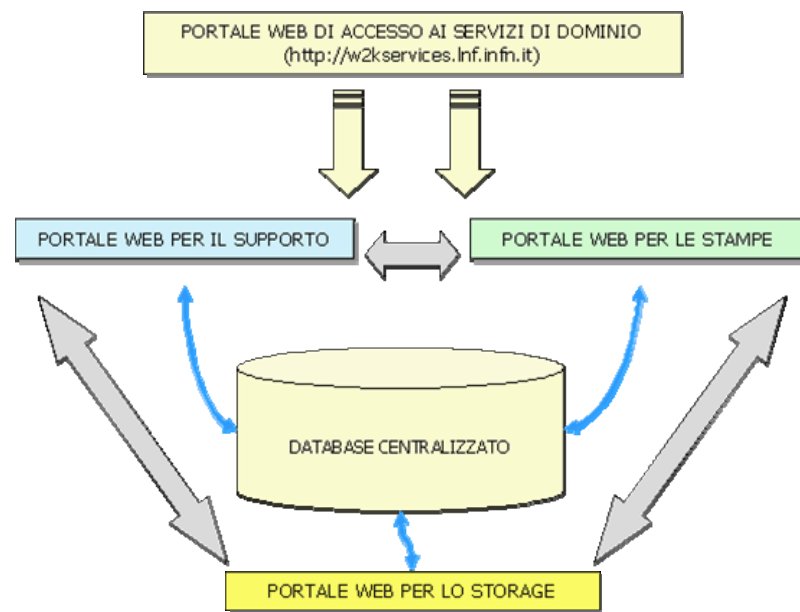 PORTALE WEB DI ACCESSO AI SERVIZI DI DOMINIO
(http://w2kservices.lnf.infn.it)
PORTALE WEB PER IL SUPPORTO
PORTALE WEB PER LE STAMPE
DATABASE CENTRALIZZATO
PORTALE WEB PER LO STORAGE